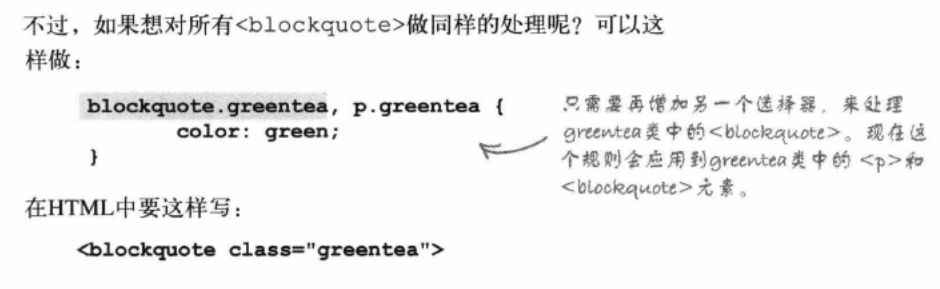 不过，如果想对所有<blockquote>做同样的处理呢？可以这
样做：
blockquote.greentea, p.greentea {
color: green;
}
只需要再增加另一个选择器，来处理
greentea类中的<blockquote>。现在这
个规则会应用到greentea类中的 <p>和
<blockquote>元素。
在HTML中要这样写：
<blockquote class="greentea">